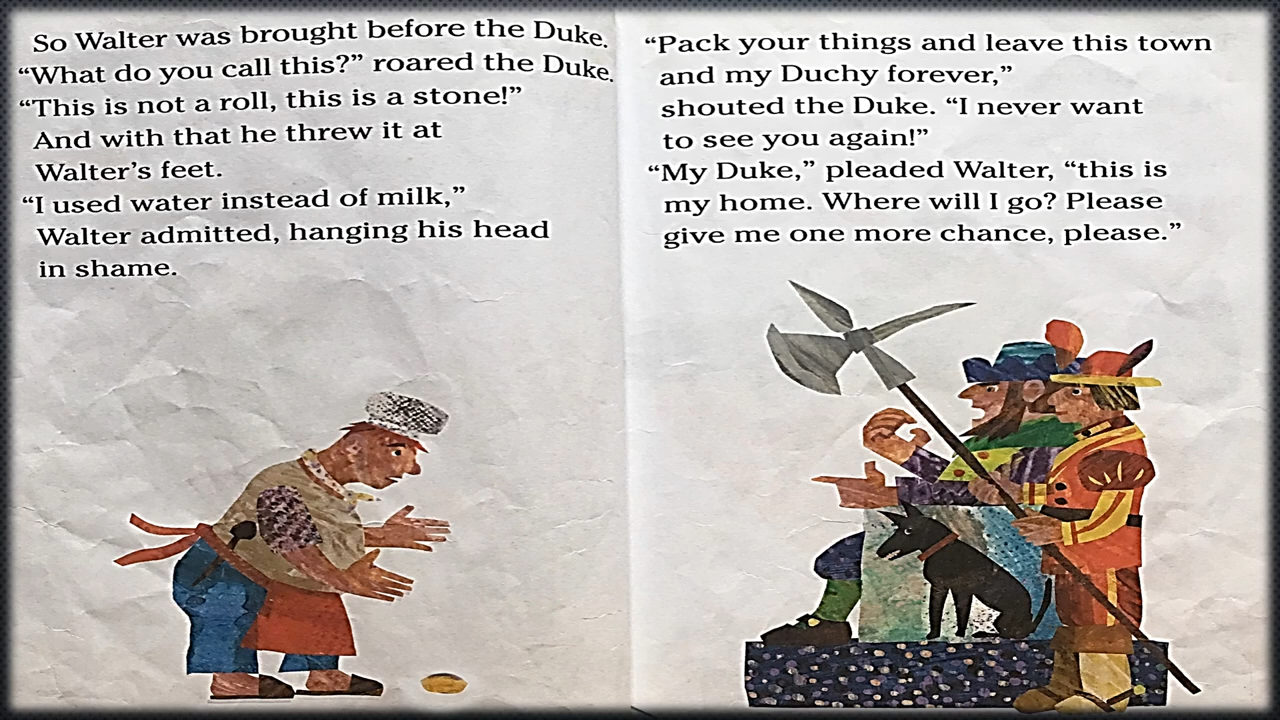 So Walter was brought before the Duke.
“What do you call this?” roared the Duke.
“This is not a roll, this is a stone!”
And with that he threw it at
Walter’s feet.
“I used water instead of milk,”
Walter admitted, hanging his head
in shame.
“Pack your things and leave this town
and my Duchy forever,”
shouted the Duke. “I never want
to see you again!”
“My Duke,” pleaded Walter, “this is
my home. Where will I go? Please
give me one more chance, please.”